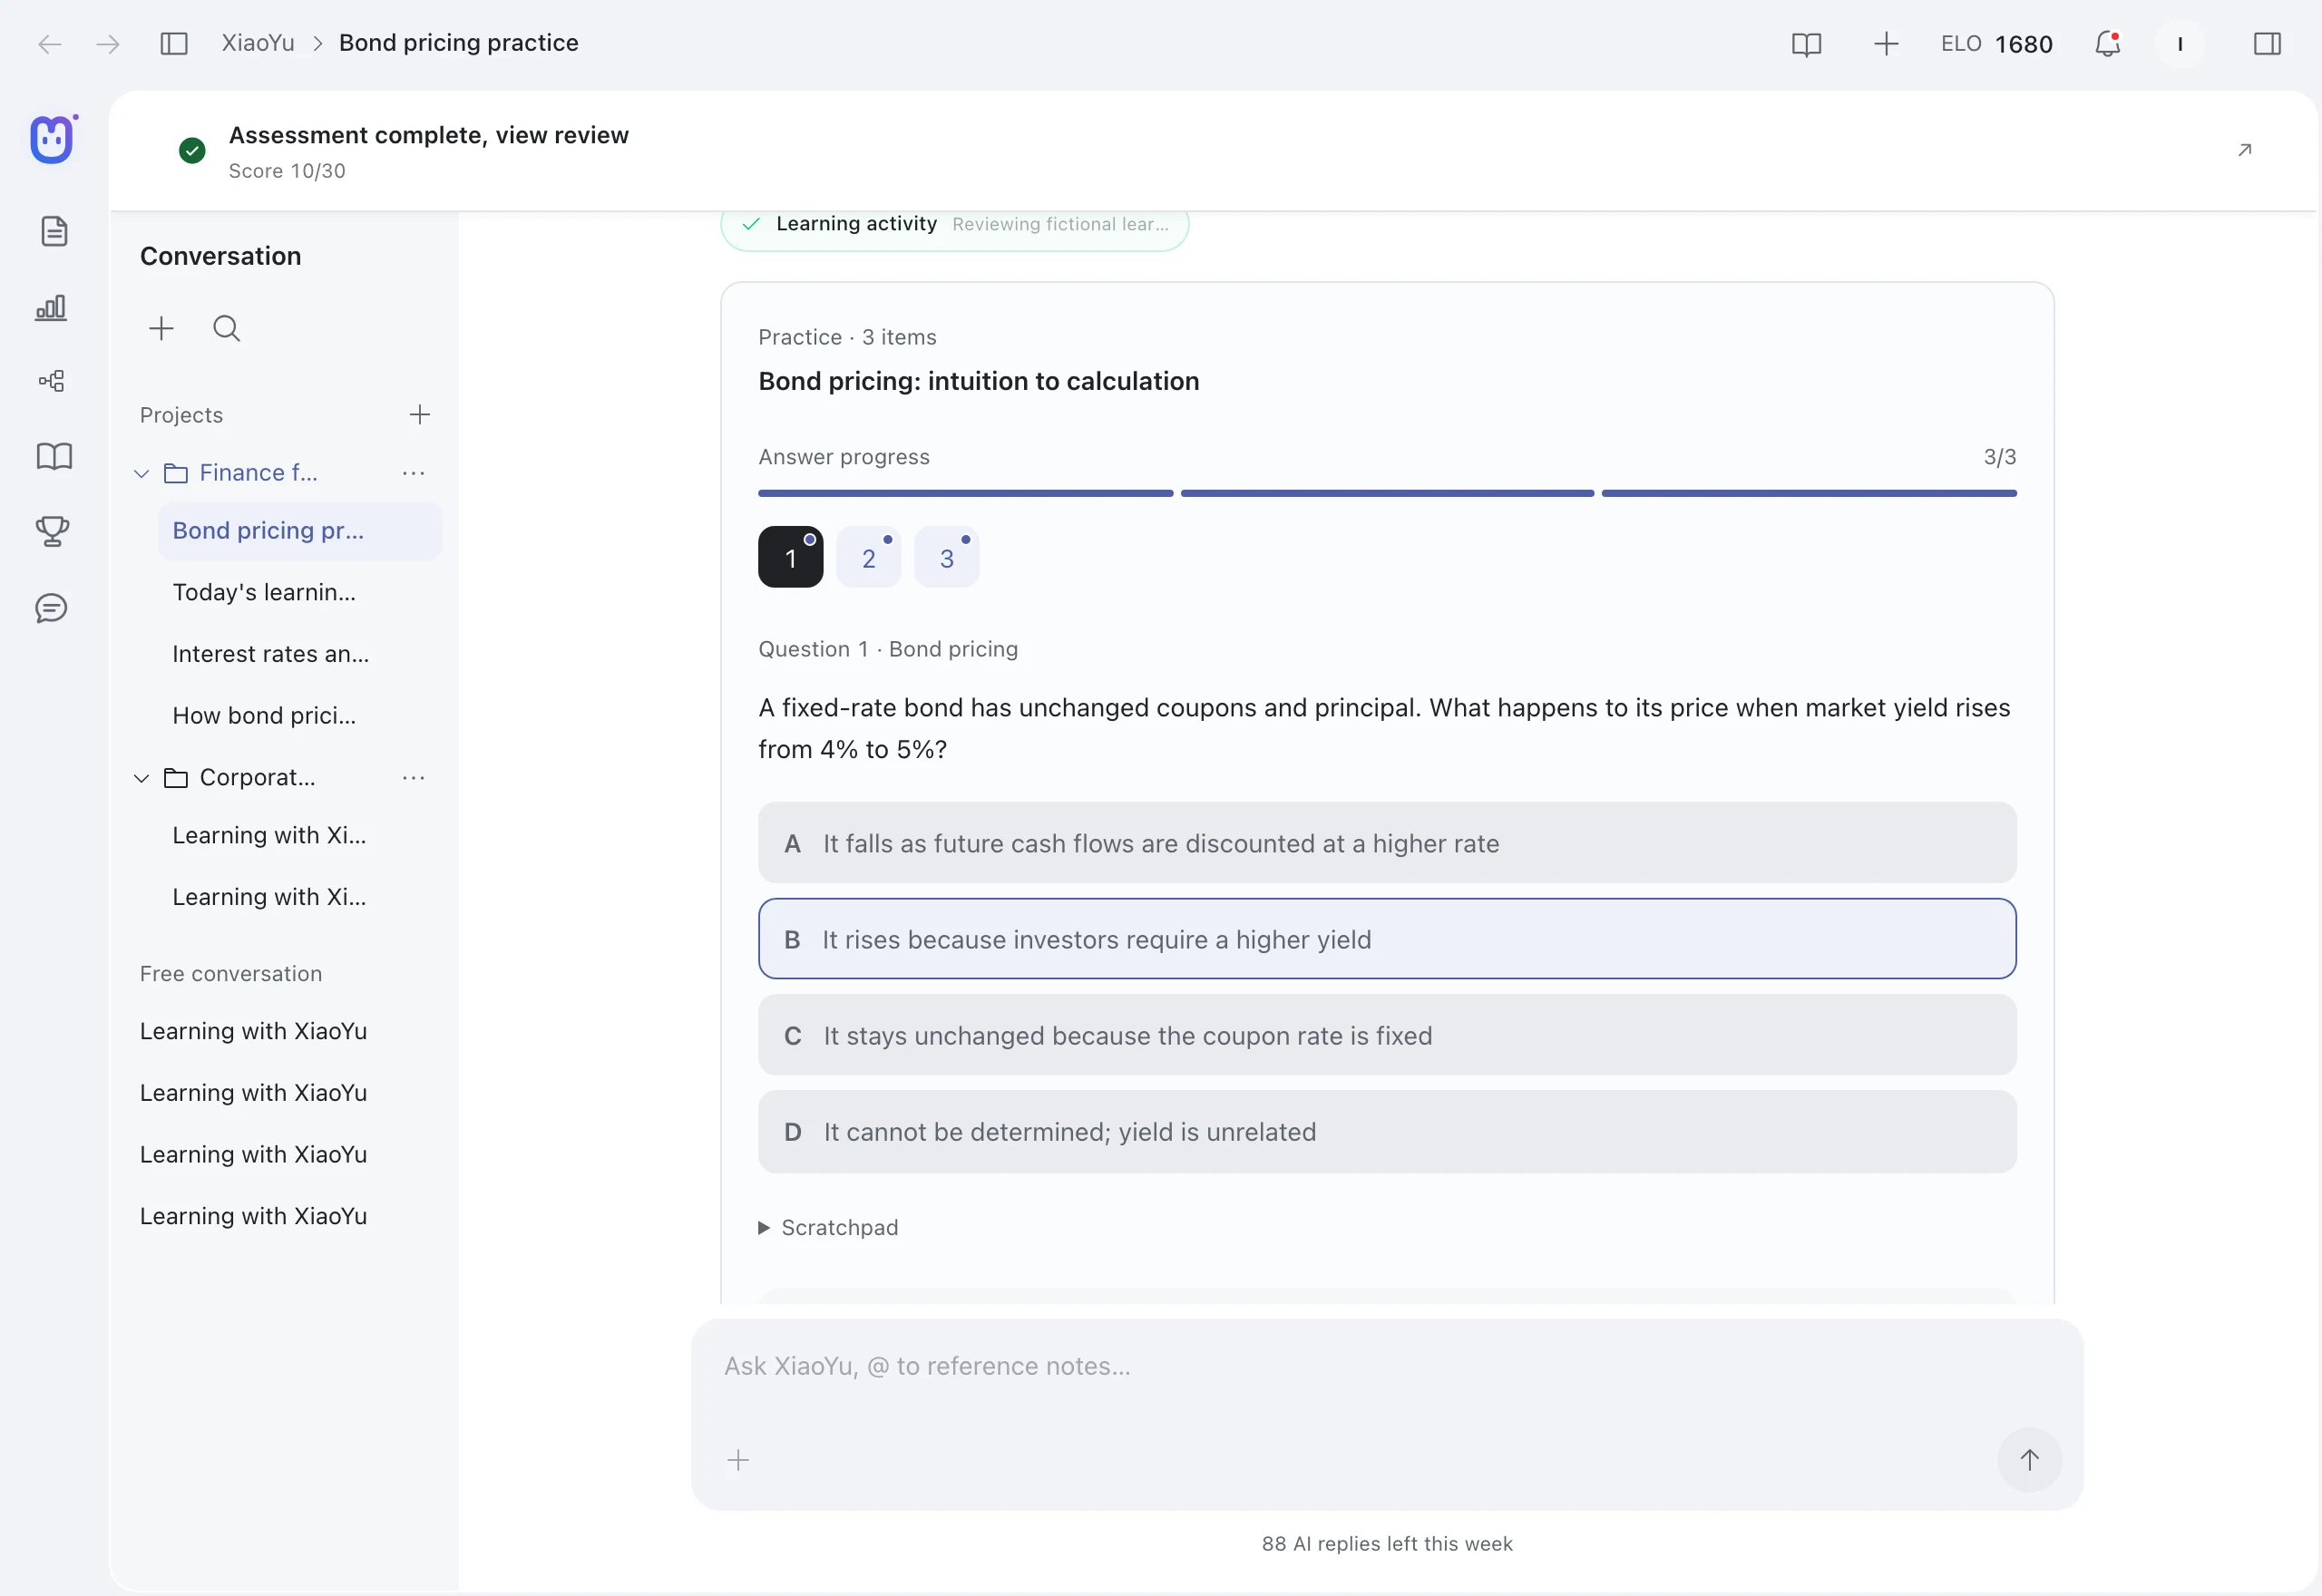 XiaoYu > Bond pricing practice
ELO 1680
I
Assessment complete, view review
Score 10/30
Conversation
Projects
Finance f...
Bond pricing pr...
Today's learnin...
Interest rates an...
How bond prici...
Corporat...
Learning with Xi...
Learning with Xi...
Free conversation
Learning with XiaoYu
Learning with XiaoYu
Learning with XiaoYu
Learning with XiaoYu
Learning activity Reviewing fictional lear...
Practice · 3 items
Bond pricing: intuition to calculation
Answer progress 3/3
1 2 3
Question 1 · Bond pricing
A fixed-rate bond has unchanged coupons and principal. What happens to its price when market yield rises
from 4% to 5%?
A It falls as future cash flows are discounted at a higher rate
B It rises because investors require a higher yield
C It stays unchanged because the coupon rate is fixed
D It cannot be determined; yield is unrelated
Scratchpad
Ask XiaoYu, @ to reference notes...
88 AI replies left this week